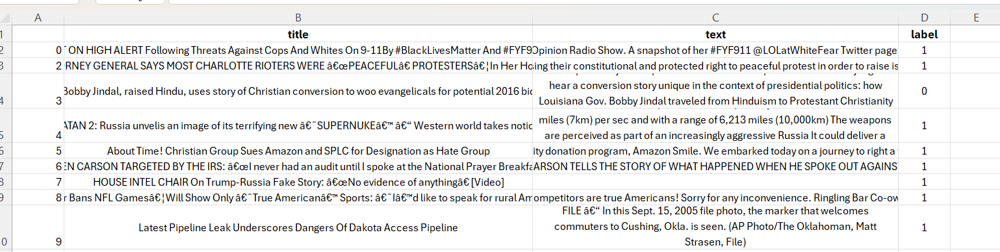 A B C D E
1 title text label
2 0 ON HIGH ALERT Following Threats Against Cops And Whites On 9-11By #BlackLivesMatter And #FYF9 Opinion Radio Show. A snapshot of her #FYF911 @LOLatWhiteFear Twitter page 1
3 2 RNEY GENERAL SAYS MOST CHARLOTTE RIOTERS WERE â€œPEACEFULâ€ PROTESTERSâ€¦In Her Ho ing their constitutional and protected right to peaceful protest in order to raise is 1
hear a conversion story unique in the context of presidential politics: how
4 3 Bobby Jindal, raised Hindu, uses story of Christian conversion to woo evangelicals for potential 2016 bid 0
Louisiana Gov. Bobby Jindal traveled from Hinduism to Protestant Christianity
miles (7km) per sec and with a range of 6,213 miles (10,000km) The weapons
5 4 ATAN 2: Russia unvelis an image of its terrifying new â€˜SUPERNUKEâ€™ â€“ Western world takes notic 1
are perceived as part of an increasingly aggressive Russia It could deliver a
6 5 About Time! Christian Group Sues Amazon and SPLC for Designation as Hate Group ity donation program, Amazon Smile. We embarked today on a journey to right a 1
7 6 EN CARSON TARGETED BY THE IRS: â€œI never had an audit until I spoke at the National Prayer Breakfa ARSON TELLS THE STORY OF WHAT HAPPENED WHEN HE SPOKE OUT AGAINS 1
8 7 HOUSE INTEL CHAIR On Trump-Russia Fake Story: â€œNo evidence of anythingâ€ [Video] 1
9 8 r Bans NFL Gamesâ€¦Will Show Only â€˜True Americanâ€™ Sports: â€˜Iâ€™d like to speak for rural Am ompetitors are true Americans! Sorry for any inconvenience. Ringling Bar Co-ow 1
FILE â€“ In this Sept. 15, 2005 file photo, the marker that welcomes
0 9 Latest Pipeline Leak Underscores Dangers Of Dakota Access Pipeline commuters to Cushing, Okla. is seen. (AP Photo/The Oklahoman, Matt 1
Strasen, File)